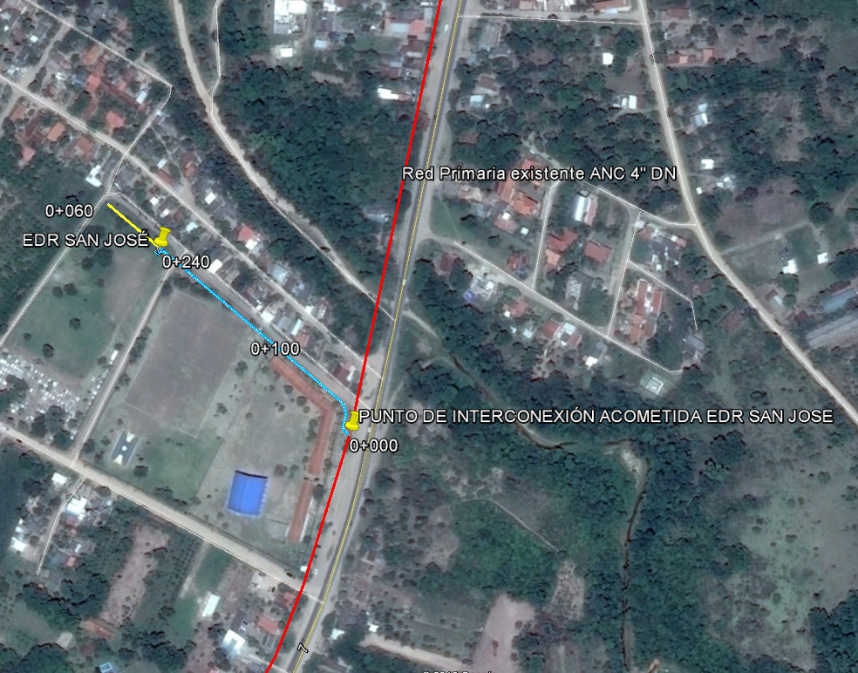 Red Primaria existente ANC 4" DN
0+060
EDR SAN JOSÉ
0+240
0+100
PUNTO DE INTERCONEXIÓN ACOMETIDA EDR SAN JOSE
0+000
7